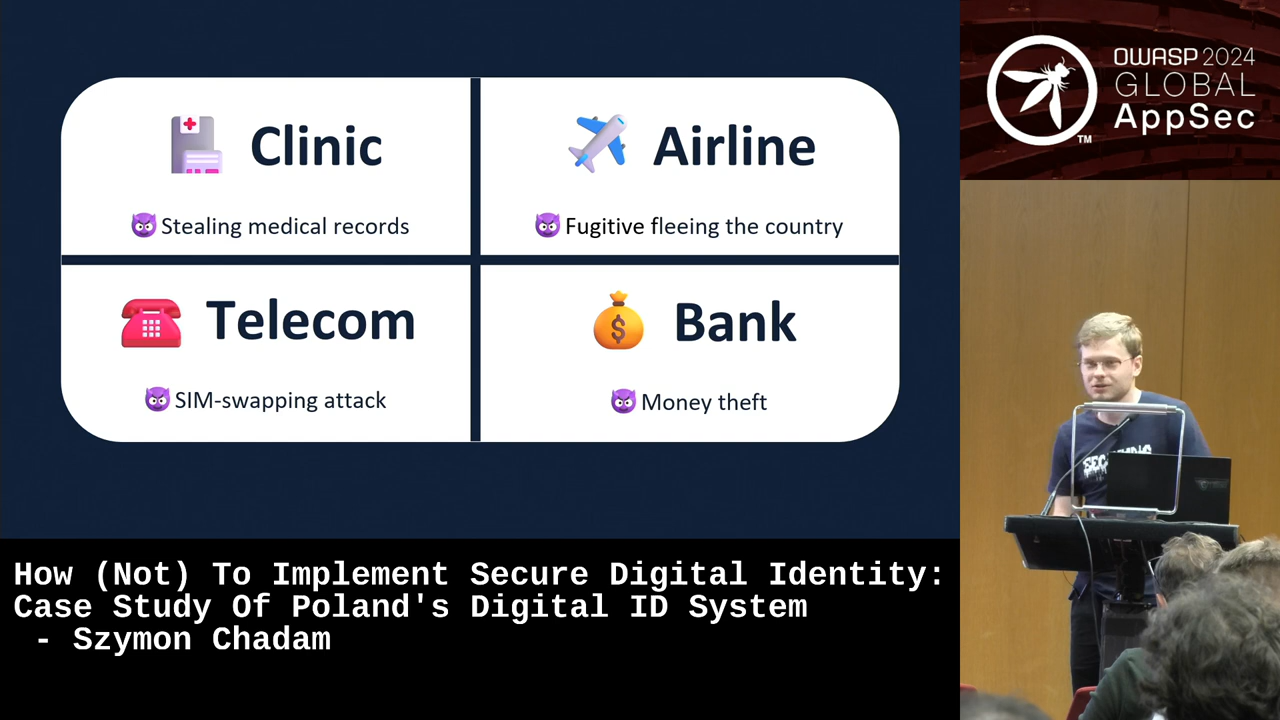 Clinic
Stealing medical records
Airline
Fugitive fleeing the country
Telecom
SIM-swapping attack
Bank
Money theft
OWASP 2024
GLOBAL
AppSec
TM
How (Not) To Implement Secure Digital Identity:
Case Study Of Poland's Digital ID System
- Szymon Chadam